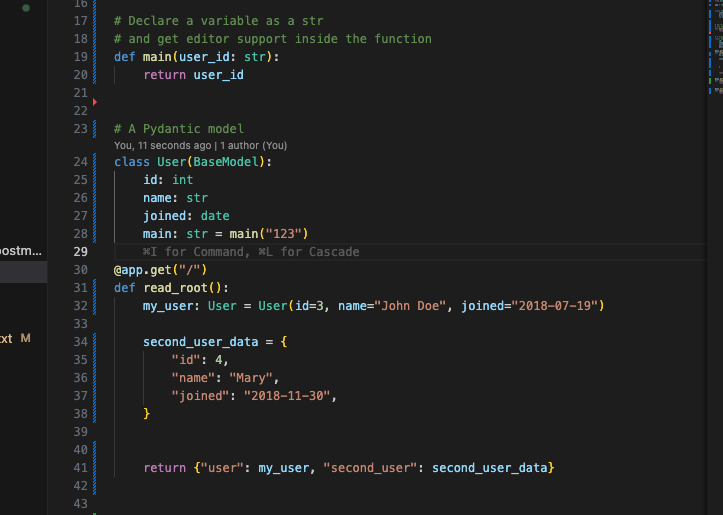 16
17 # Declare a variable as a str
18 # and get editor support inside the function
19 def main(user_id: str):
20     return user_id
21
22
23 # A Pydantic model
You, 11 seconds ago | 1 author (You)
24 class User(BaseModel):
25     id: int
26     name: str
27     joined: date
28     main: str = main("123")
29     ⌘I for Command, ⌘L for Cascade
30 @app.get("/")
31 def read_root():
32     my_user: User = User(id=3, name="John Doe", joined="2018-07-19")
33
34     second_user_data = {
35         "id": 4,
36         "name": "Mary",
37         "joined": "2018-11-30",
38     }
39
40
41     return {"user": my_user, "second_user": second_user_data}
42
43
ostm...
xt M